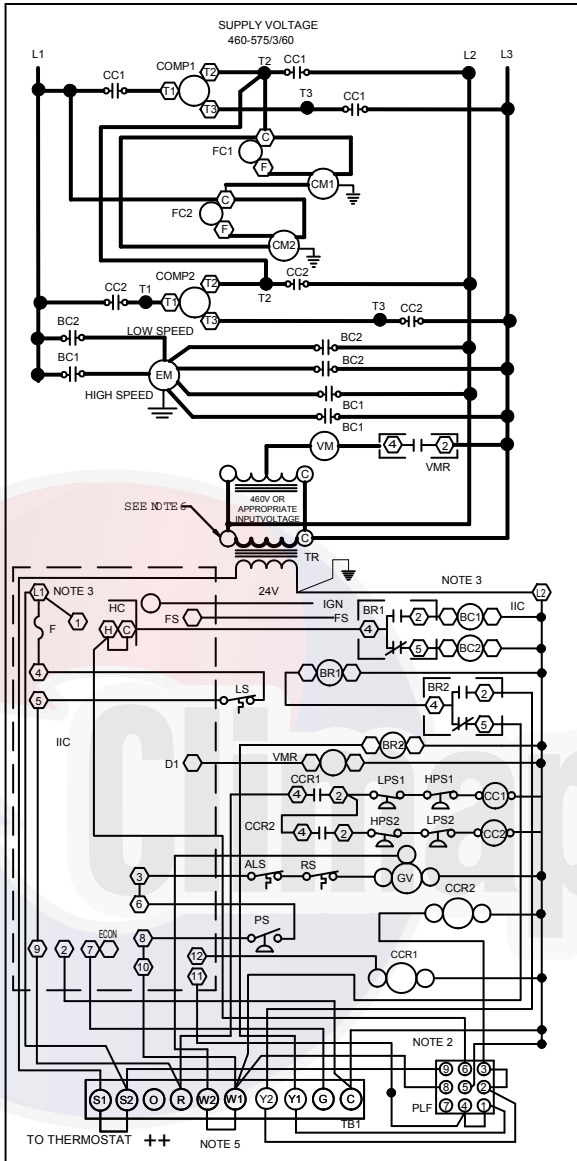 SUPPLY VOLTAGE
460-575/3/60
L1
L2
L3
CC1
COMP1
T2
T2
CC1
T1
T3
T3
CC1
C
FC1
F
CM1
C
FC2
F
CM2
CC2
T1
COMP2
T1
T2
T2
CC2
T3
T3
CC2
BC2
LOW SPEED
BC2
BC1
EM
BC2
HIGH SPEED
BC1
BC1
VM
4
2
VMR
C
460V OR
APPROPRIATE
INPUTVOLTAGE
SEE NOTE 6
C
TR
24V
L1
NOTE 3
NOTE 3
L2
1
HC
IGN
F
H
C
FS
FS
BR1
2
BC1
IIC
4
5
BC2
4
BR1
BR2
2
5
LS
4
5
IIC
BR2
D1
VMR
CCR1
LPS1
HPS1
4
2
CC1
CCR2
HPS2
LPS2
4
2
CC2
ALS
RS
3
GV
6
CCR2
PS
ECON
8
9
2
7
12
CCR1
10
11
NOTE 2
9
6
3
8
5
2
7
4
1
PLF
S1
S2
O
R
W2
W1
Y2
Y1
G
C
TB1
TO THERMOSTAT ++
NOTE 5
Climap